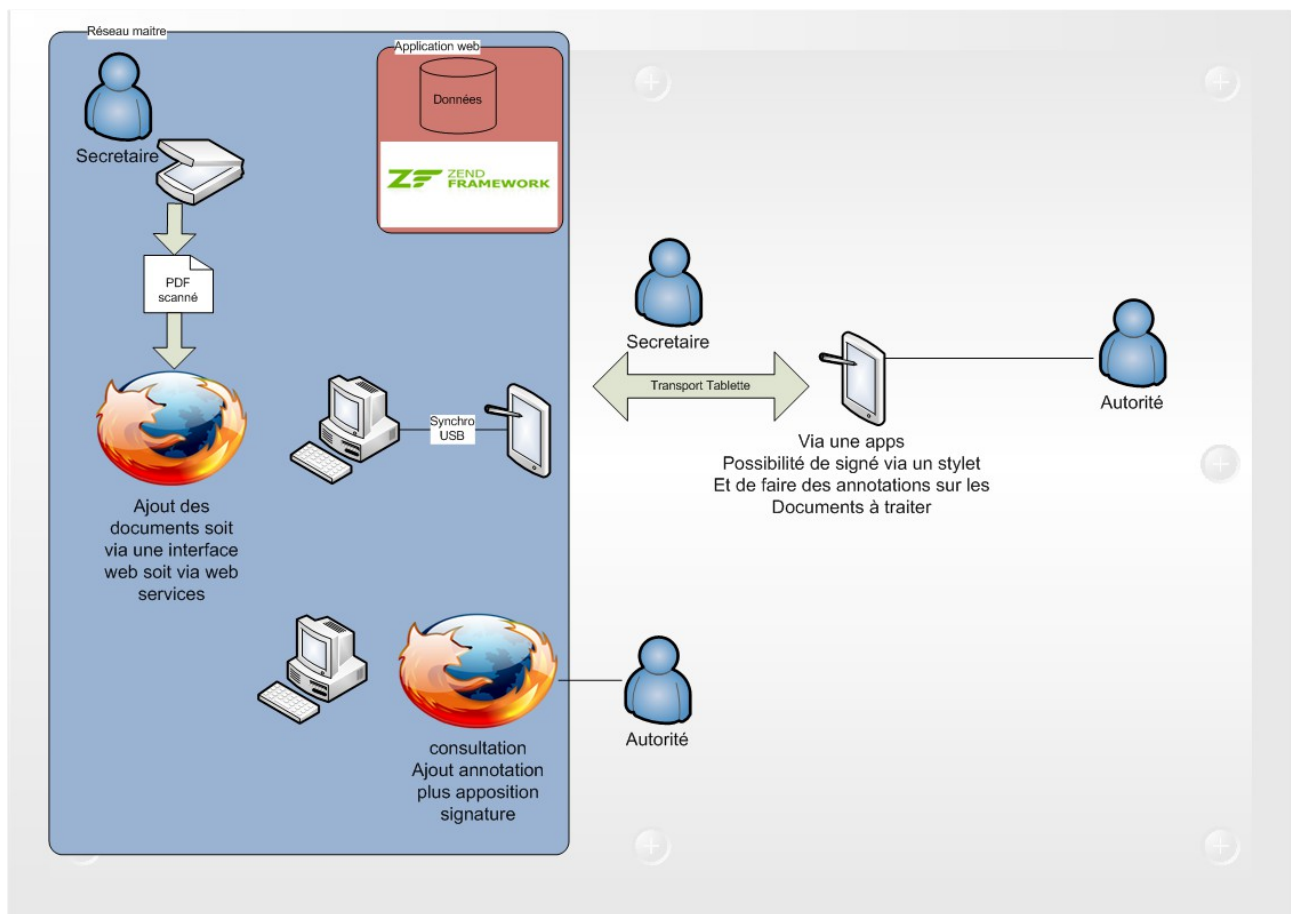 Réseau maitre
Application web
Données
ZF ZEND
FRAMEWORK
Secretaire
PDF
scanné
Secretaire
Transport Tablette
Autorité
Synchro
USB
Via une apps
Possibilité de signé via un stylet
Et de faire des annotations sur les
Documents à traiter
Ajout des
documents soit
via une interface
web soit via web
services
Autorité
consultation
Ajout annotation
plus apposition
signature